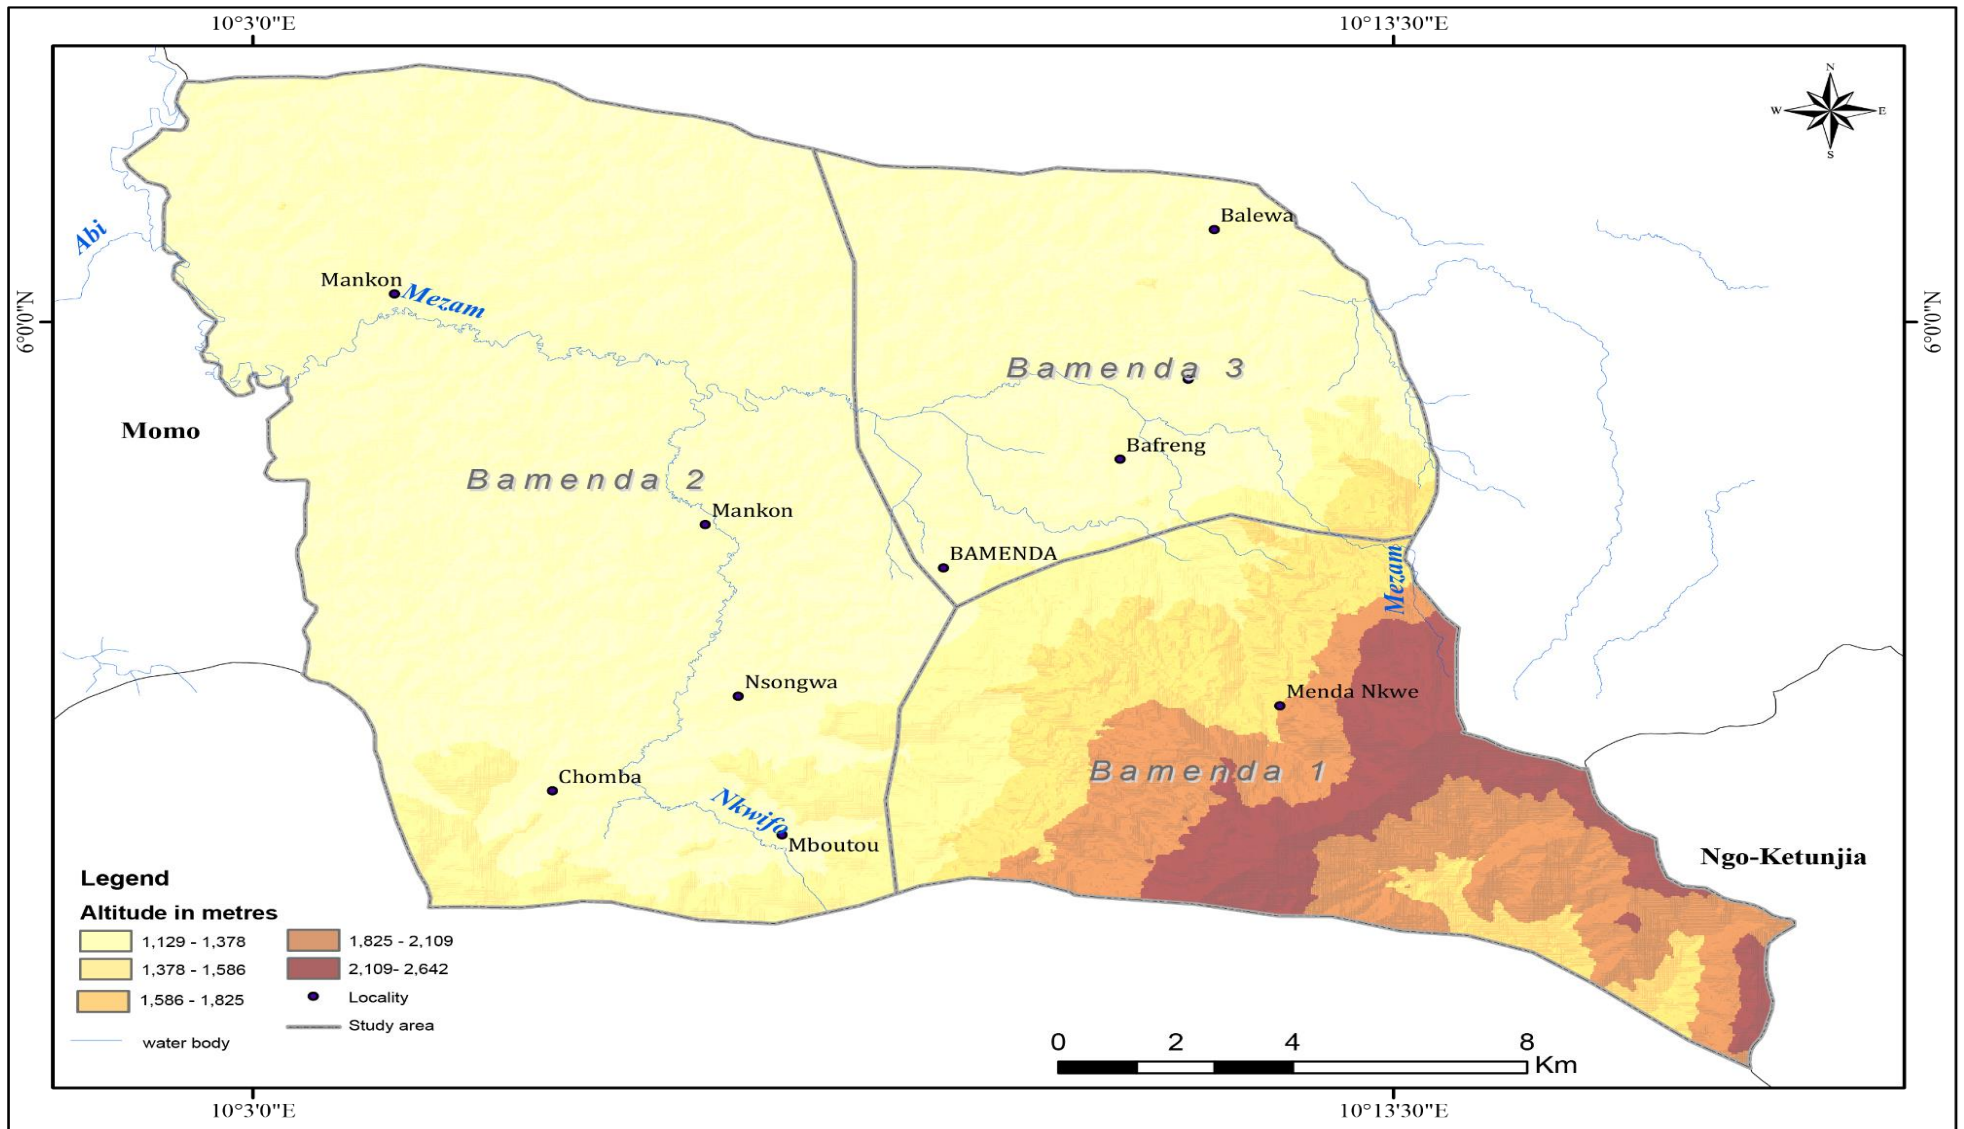 10°3'0"E
10°13'30"E
N
W
E
S
Balewa
Abi
Mankon
Mezam
6°0'0"N
6°0'0"N
Bamenda 3
Momo
Bafreng
Bamenda 2
Mankon
BAMENDA
Mezam
Nsongwa
Menda Nkwe
Bamenda 1
Chomba
Nkwifo
Mboutou
Ngo-Ketunjia
Legend
Altitude in metres
1,129 - 1,378
1,378 - 1,586
1,586 - 1,825
water body
1,825 - 2,109
2,109- 2,642
Locality
Study area
0 2 4 8
Km
10°3'0"E
10°13'30"E